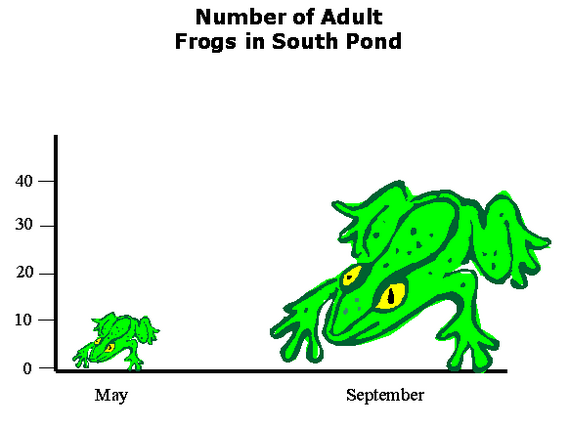 Number of Adult
Frogs in South Pond
40
30
20
10
0
May
September